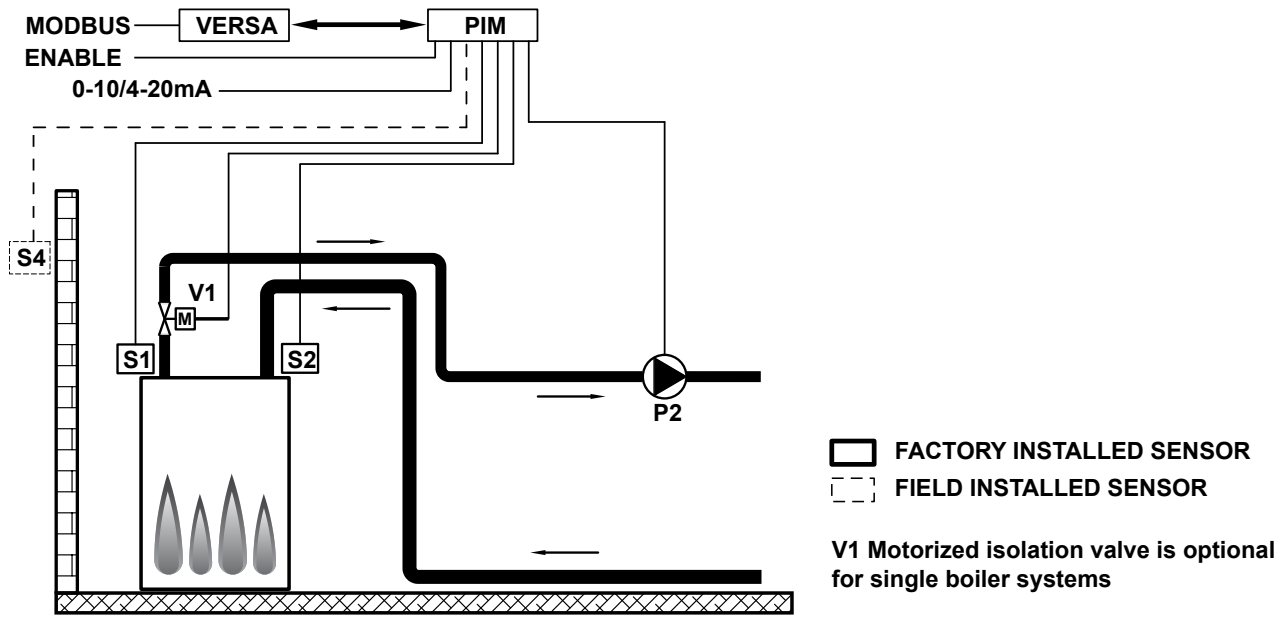 MODBUS VERSA PIM
ENABLE
0-10/4-20mA
S4
V1
M
S1 S2
P2
FACTORY INSTALLED SENSOR
FIELD INSTALLED SENSOR
V1 Motorized isolation valve is optional
for single boiler systems